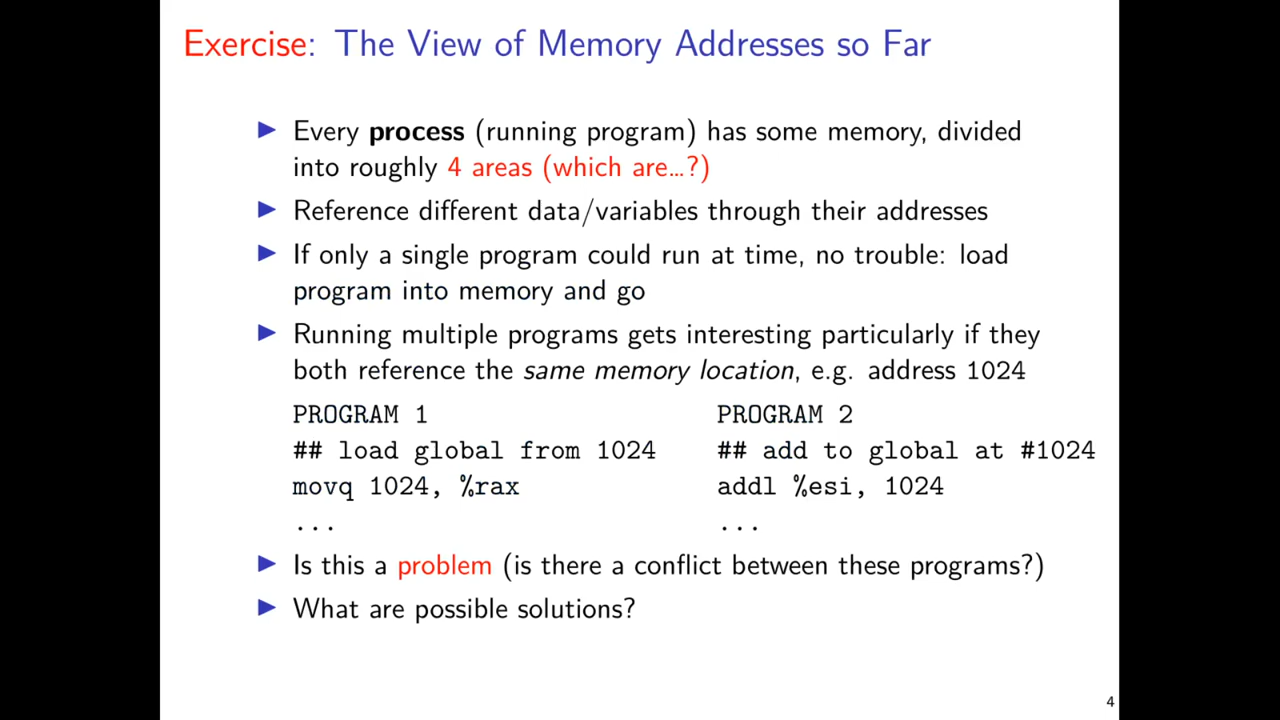 Exercise: The View of Memory Addresses so Far
▶ Every process (running program) has some memory, divided
into roughly 4 areas (which are…?)
▶ Reference different data/variables through their addresses
▶ If only a single program could run at time, no trouble: load
program into memory and go
▶ Running multiple programs gets interesting particularly if they
both reference the same memory location, e.g. address 1024
PROGRAM 1
## load global from 1024
movq 1024, %rax
...
PROGRAM 2
## add to global at #1024
addl %esi, 1024
...
▶ Is this a problem (is there a conflict between these programs?)
▶ What are possible solutions?
4